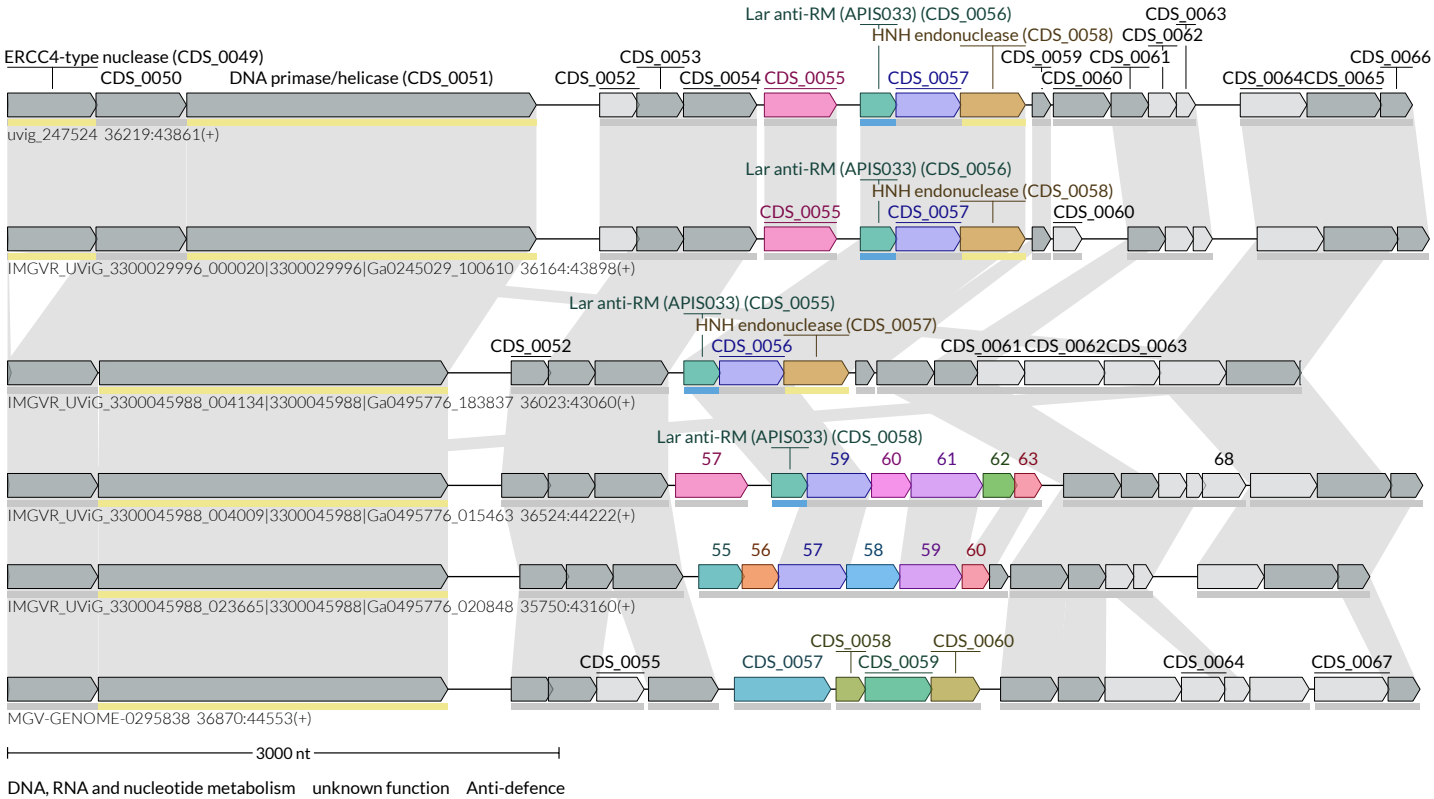 CDS_0063
Lar anti-RM (APIS033) (CDS_0056)
HNH endonuclease (CDS_0058) CDS_0062
ERCC4-type nuclease (CDS_0049) CDS_0053 CDS_0059 CDS_0061 CDS_0066
CDS_0050 DNA primase/helicase (CDS_0051) CDS_0052 CDS_0054 CDS_0055 CDS_0057 CDS_0060 CDS_0064 CDS_0065
uvig_247524 36219:43861(+)
Lar anti-RM (APIS033) (CDS_0056)
HNH endonuclease (CDS_0058)
CDS_0055 CDS_0057 CDS_0060
IMGVR_UViG_3300029996_000020|3300029996|Ga0245029_100610 36164:43898(+)
Lar anti-RM (APIS033) (CDS_0055)
HNH endonuclease (CDS_0057)
CDS_0052 CDS_0056 CDS_0061 CDS_0062 CDS_0063
IMGVR_UViG_3300045988_004134|3300045988|Ga0495776_183837 36023:43060(+)
Lar anti-RM (APIS033) (CDS_0058)
57 59 60 61 62 63 68
IMGVR_UViG_3300045988_004009|3300045988|Ga0495776_015463 36524:44222(+)
55 56 57 58 59 60
IMGVR_UViG_3300045988_023665|3300045988|Ga0495776_020848 35750:43160(+)
CDS_0058 CDS_0060
CDS_0055 CDS_0057 CDS_0059 CDS_0064 CDS_0067
MGV-GENOME-0295838 36870:44553(+)
3000 nt
DNA, RNA and nucleotide metabolism unknown function Anti-defence